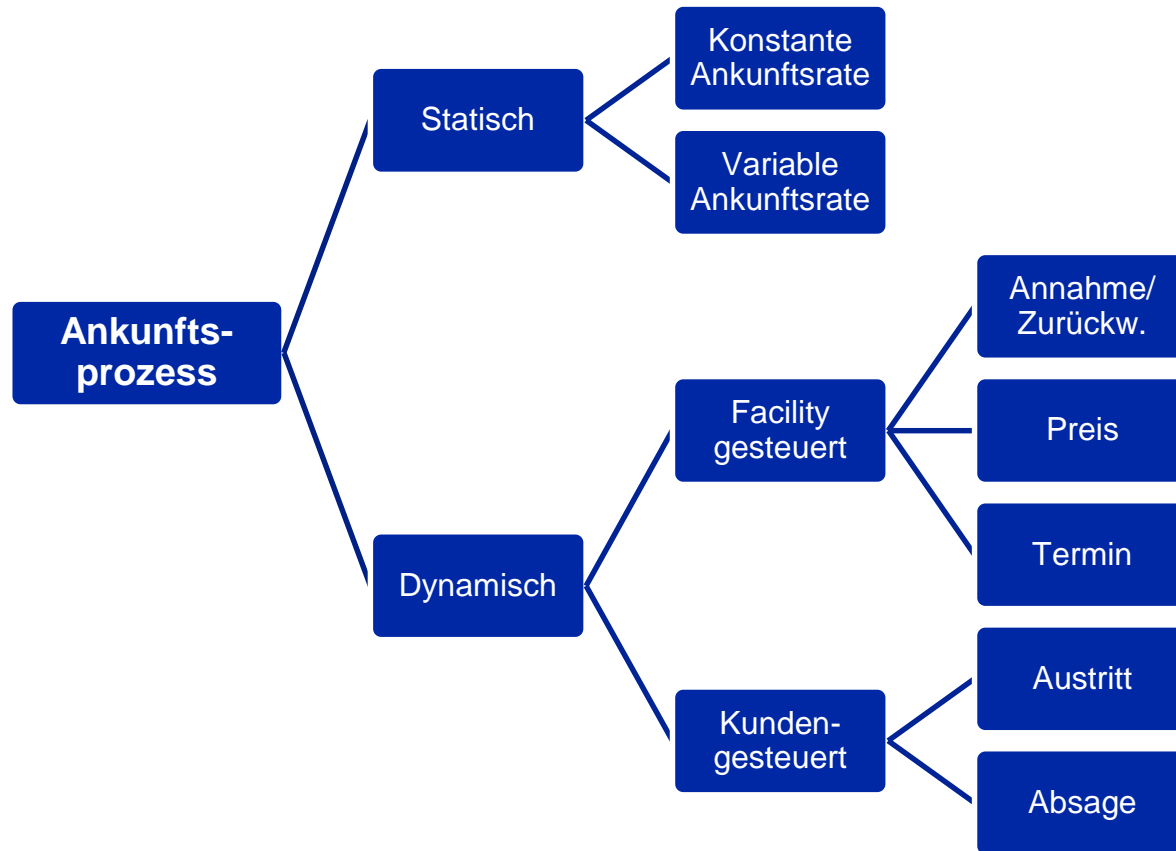 Konstante
Ankunftsrate
Statisch
Variable
Ankunftsrate
Annahme/
Zurückw.
Ankunfts-
prozess
Facility
gesteuert
Preis
Termin
Dynamisch
Austritt
Kunden-
gesteuert
Absage